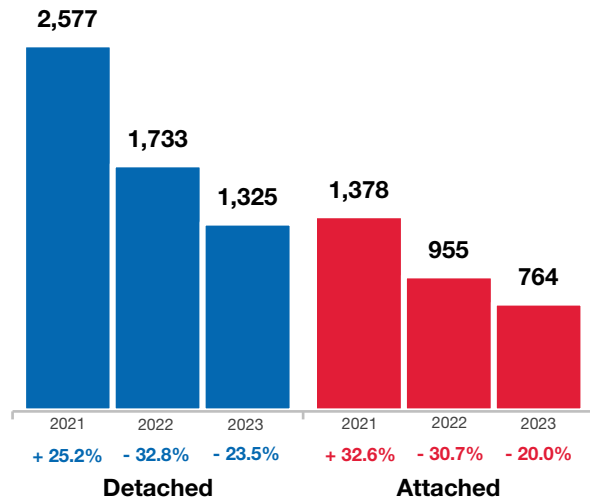 2,577
1,733
1,325
1,378
955
764
2021 2022 2023 2021 2022 2023
+ 25.2% - 32.8% - 23.5% + 32.6% - 30.7% - 20.0%
Detached Attached